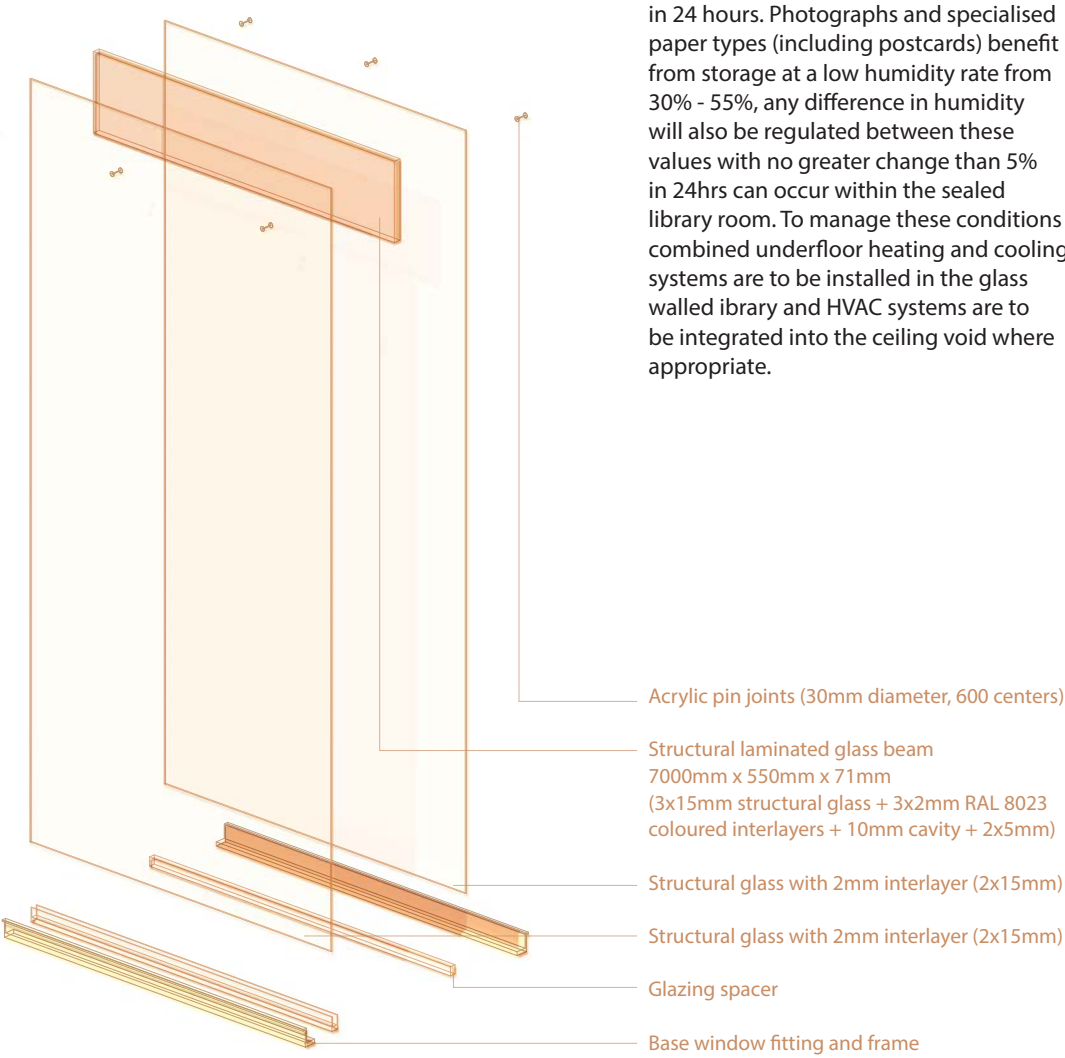 in 24 hours. Photographs and specialised
paper types (including postcards) benefit
from storage at a low humidity rate from
30% - 55%, any difference in humidity
will also be regulated between these
values with no greater change than 5%
in 24hrs can occur within the sealed
library room. To manage these conditions
combined underfloor heating and cooling
systems are to be installed in the glass
walled ibrary and HVAC systems are to
be integrated into the ceiling void where
appropriate.
Acrylic pin joints (30mm diameter, 600 centers)
Structural laminated glass beam
7000mm x 550mm x 71mm
(3x15mm structural glass + 3x2mm RAL 8023
coloured interlayers + 10mm cavity + 2x5mm)
Structural glass with 2mm interlayer (2x15mm)
Structural glass with 2mm interlayer (2x15mm)
Glazing spacer
Base window fitting and frame